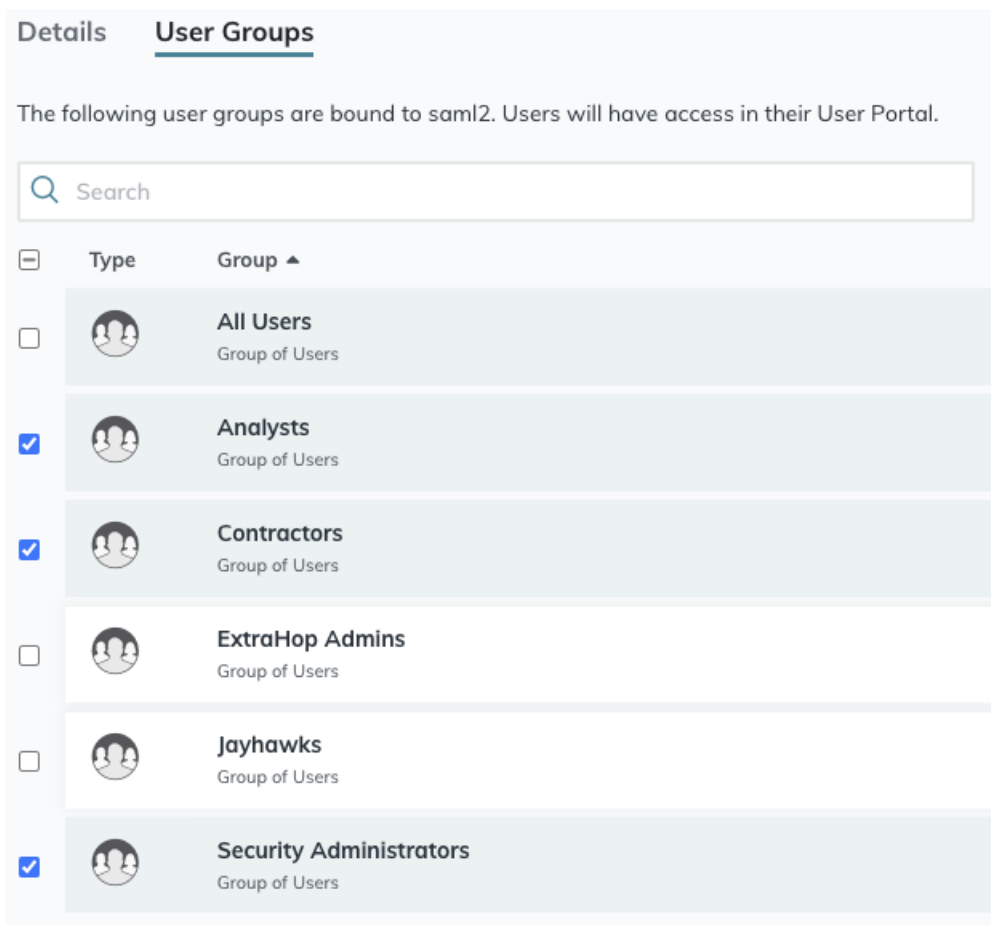 Details User Groups
The following user groups are bound to saml2. Users will have access in their User Portal.
Search
Type Group
All Users
Group of Users
Analysts
Group of Users
Contractors
Group of Users
ExtraHop Admins
Group of Users
Jayhawks
Group of Users
Security Administrators
Group of Users